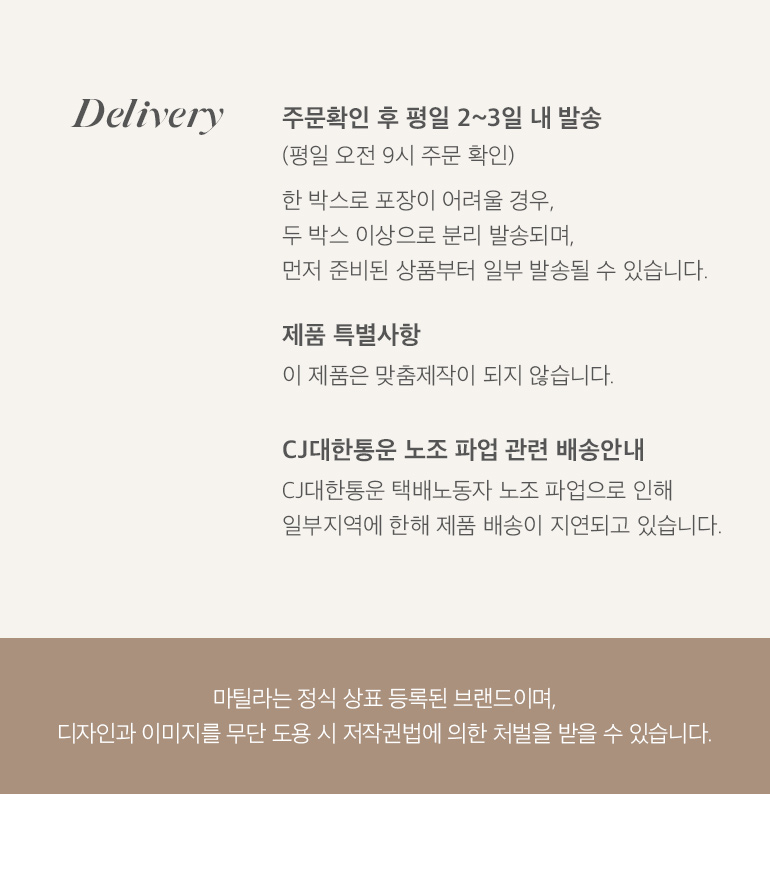 Delivery
주문확인 후 평일 2~3일 내 발송
(평일 오전 9시 주문 확인)
한 박스로 포장이 어려울 경우,
두 박스 이상으로 분리 발송되며,
먼저 준비된 상품부터 일부 발송될 수 있습니다.
제품 특별사항
이 제품은 맞춤제작이 되지 않습니다.
CJ대한통운 노조 파업 관련 배송안내
CJ대한통운 택배노동자 노조 파업으로 인해
일부지역에 한해 제품 배송이 지연되고 있습니다.
마틸라는 정식 상표 등록된 브랜드이며,
디자인과 이미지를 무단 도용 시 저작권법에 의한 처벌을 받을 수 있습니다.